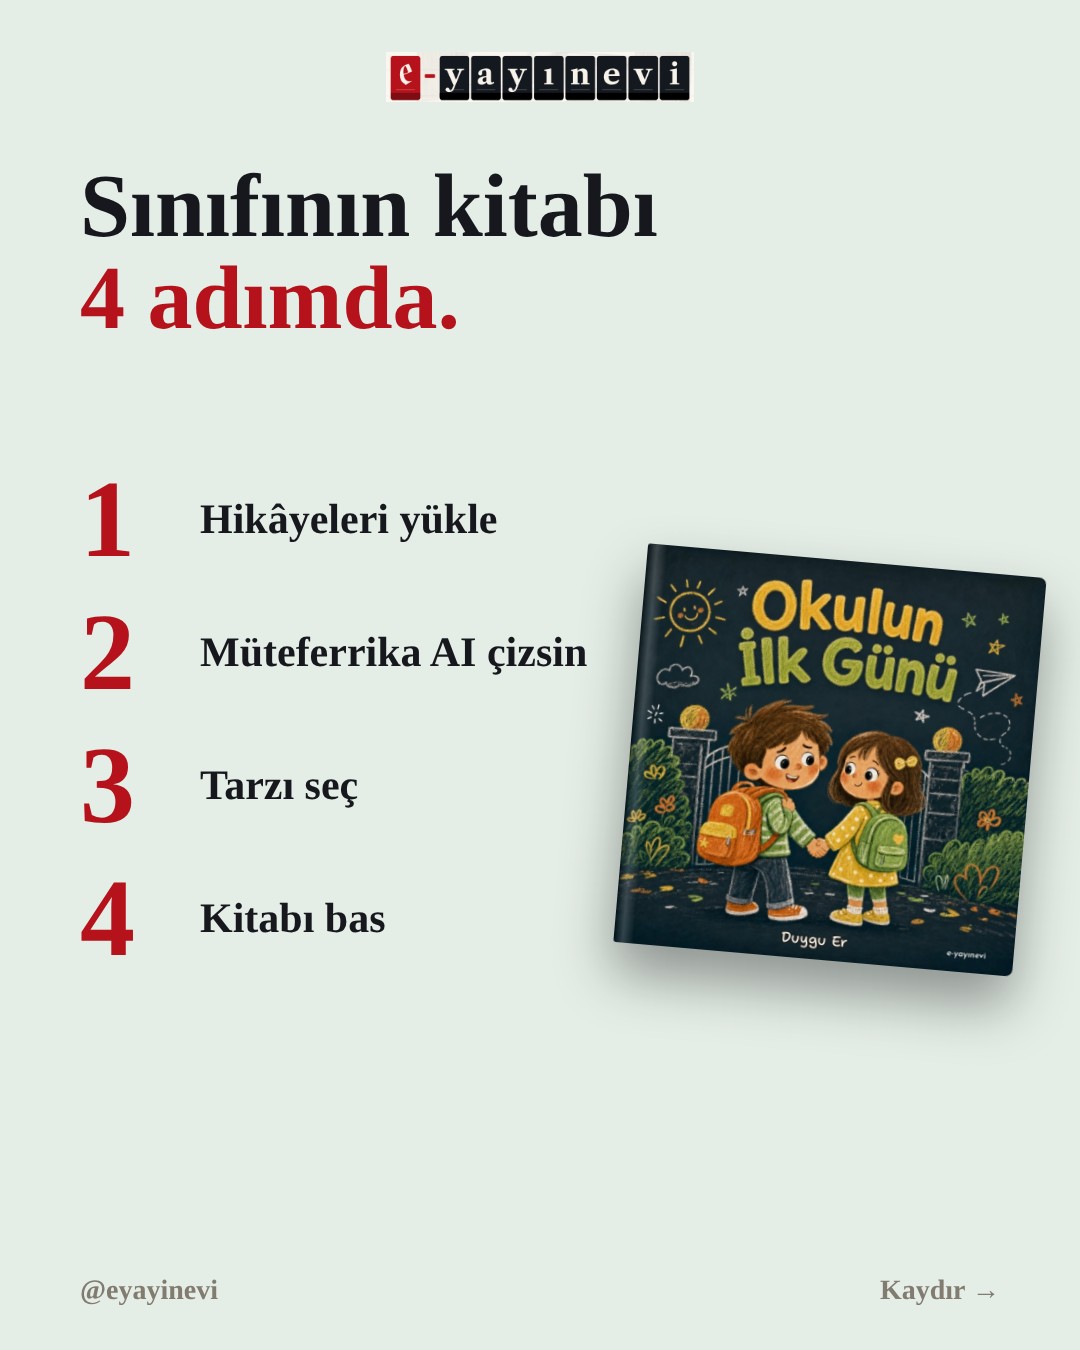 e-yayınevi
Sınıfının kitabı
4 adımda.
1 Hikâyeleri yükle
2 Müteferrika AI çizsin
3 Tarzı seç
4 Kitabı bas
Okulun
İlk Günü
Duygu Er
e-yayınevi
@eyayinevi
Kaydır →